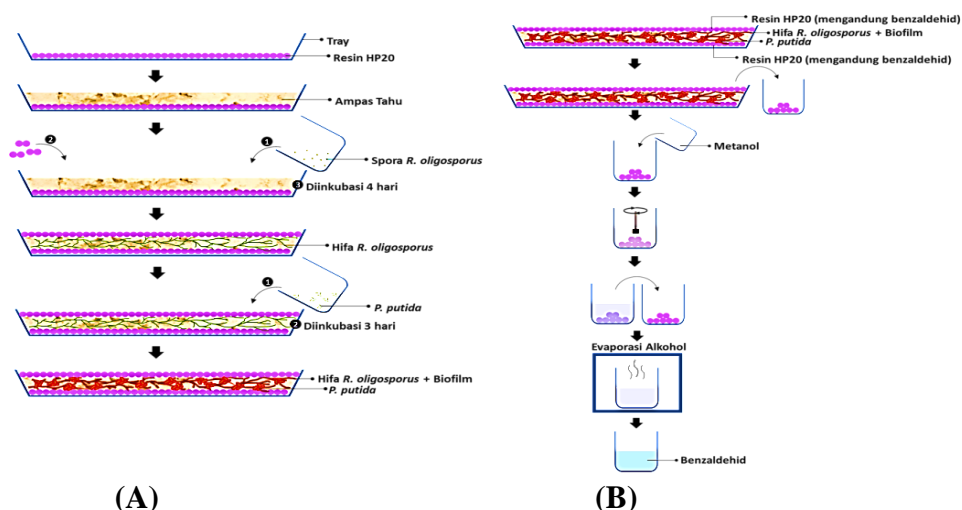 Tray
Resin HP20
Ampas Tahu
2
1
Spora R. oligosporus
3 Diinkubasi 4 hari
Hifa R. oligosporus
1
P. putida
2 Diinkubasi 3 hari
Hifa R. oligosporus + Biofilm
P. putida
(A)
Resin HP20 (mengandung benzaldehid)
Hifa R. oligosporus + Biofilm
P. putida
Resin HP20 (mengandung benzaldehid)
Metanol
Evaporasi Alkohol
Benzaldehid
(B)